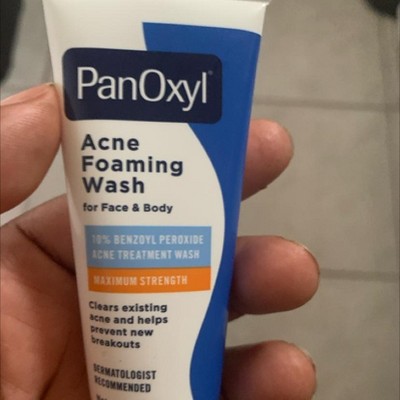 PanOxyl®
Acne
Foaming
Wash
for Face & Body
10% BENZOYL PEROXIDE
ACNE TREATMENT WASH
MAXIMUM STRENGTH
Clears existing
acne and helps
prevent new
breakouts
DERMATOLOGIST
RECOMMENDED